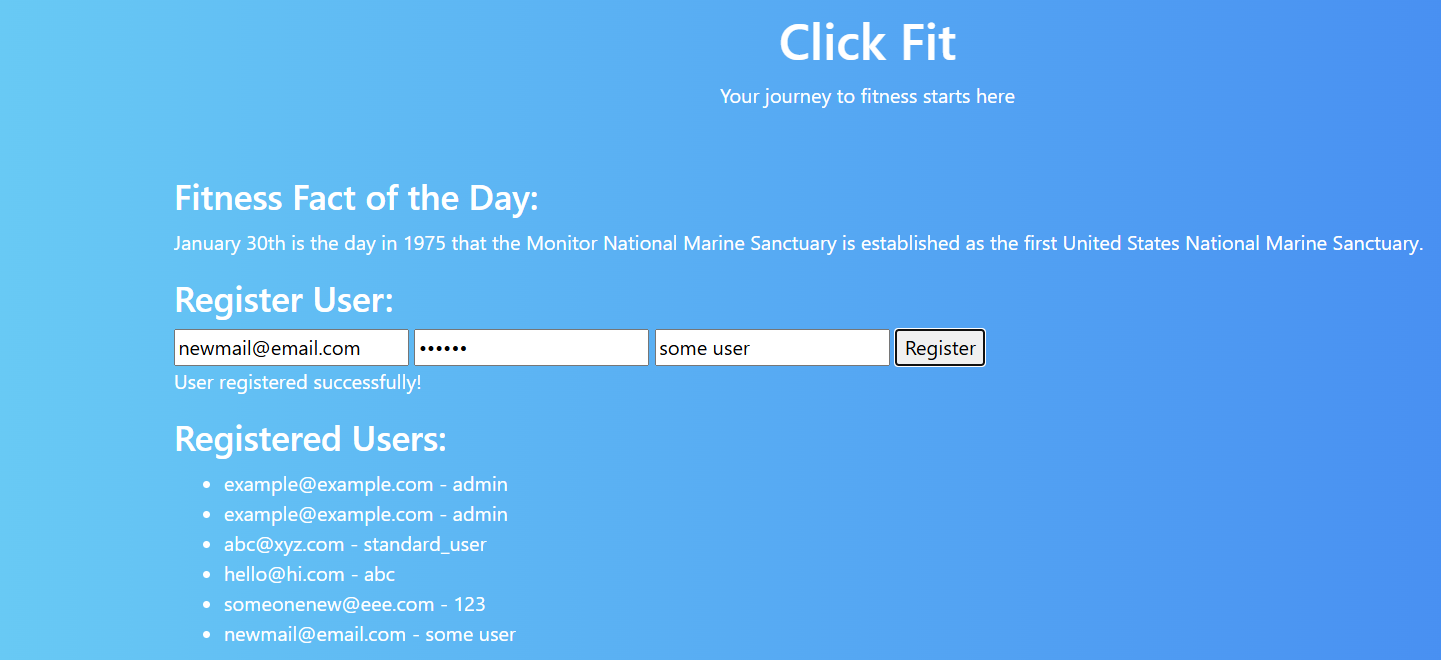 Click Fit
Your journey to fitness starts here
Fitness Fact of the Day:
January 30th is the day in 1975 that the Monitor National Marine Sanctuary is established as the first United States National Marine Sanctuary.
Register User:
newmail@email.com •••••• some user Register
User registered successfully!
Registered Users:
• example@example.com - admin
• example@example.com - admin
• abc@xyz.com - standard_user
• hello@hi.com - abc
• someonenew@eee.com - 123
• newmail@email.com - some user